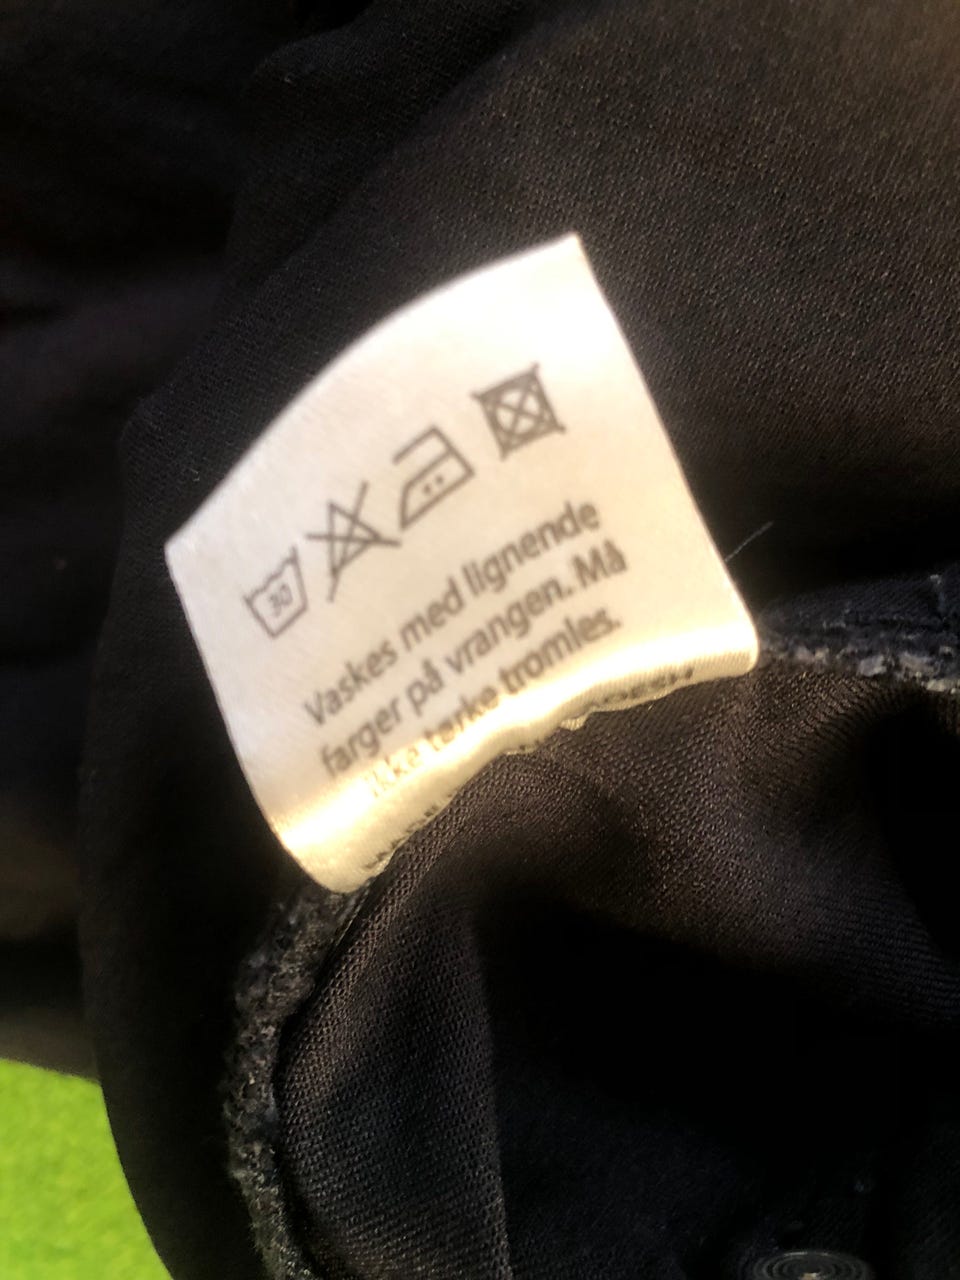 30
Vaskes med lignende
farger på vrangen. Må
ikke tørke tromles.